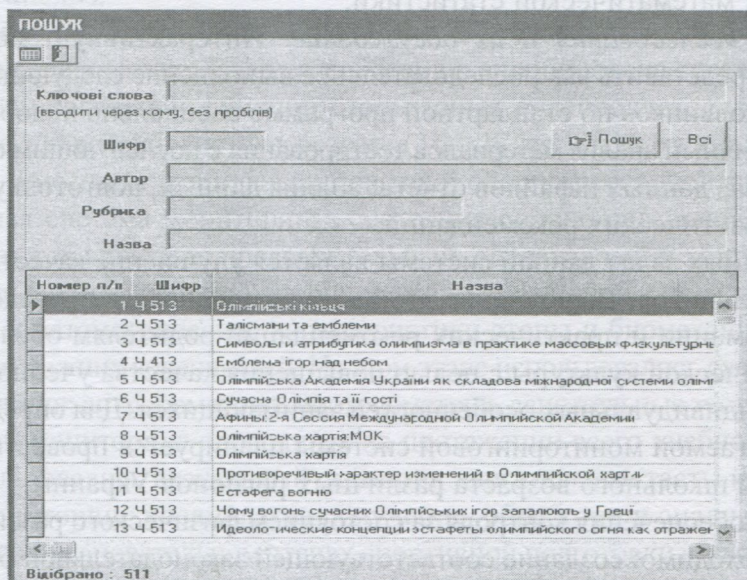 ПОШУК
Ключові слова
(вводити через кому, без пробілів)
Шифр
Пошук Всі
Автор
Рубрика
Назва
Номер п/п Шифр Назва
1 Ч 513 Олімпійські кільця
2 Ч 513 Талісмани та емблеми
3 Ч 513 Символы и атрибутика олимпизма в практике массовых физкультурнь
4 Ч 413 Емблема ігор над небом
5 Ч 513 Олімпійська Академія України як складова міжнародної системи олімп
6 Ч 513 Сучасна Олімпія та її гості
7 Ч 513 Афины:2-я Сессия Международной Олимпийской Академии
8 Ч 513 Олімпійська хартія:МОК
9 Ч 513 Олімпійська хартія
10 Ч 513 Противоречивый характер изменений в Олимпийской харти
11 Ч 513 Естафета вогню
12 Ч 513 Чому вогонь сучасних Олімпійських ігор запалюють у Греції
13 Ч 513 Идеологические концепции эстафеты олимпийского огня как отражен
Відібрано : 511